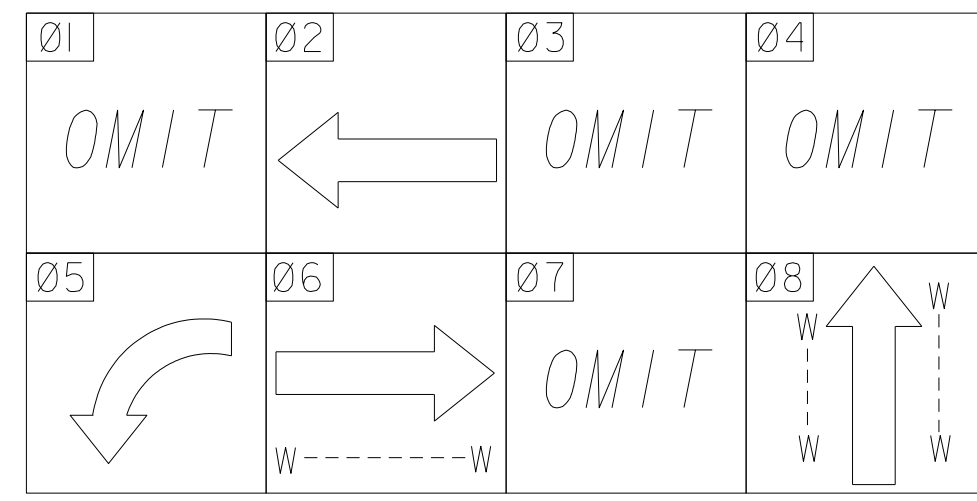 Ø1 Ø2 Ø3 Ø4
OMIT OMIT OMIT
Ø5 Ø6 Ø7 Ø8
W
W
OMIT
W W
W W